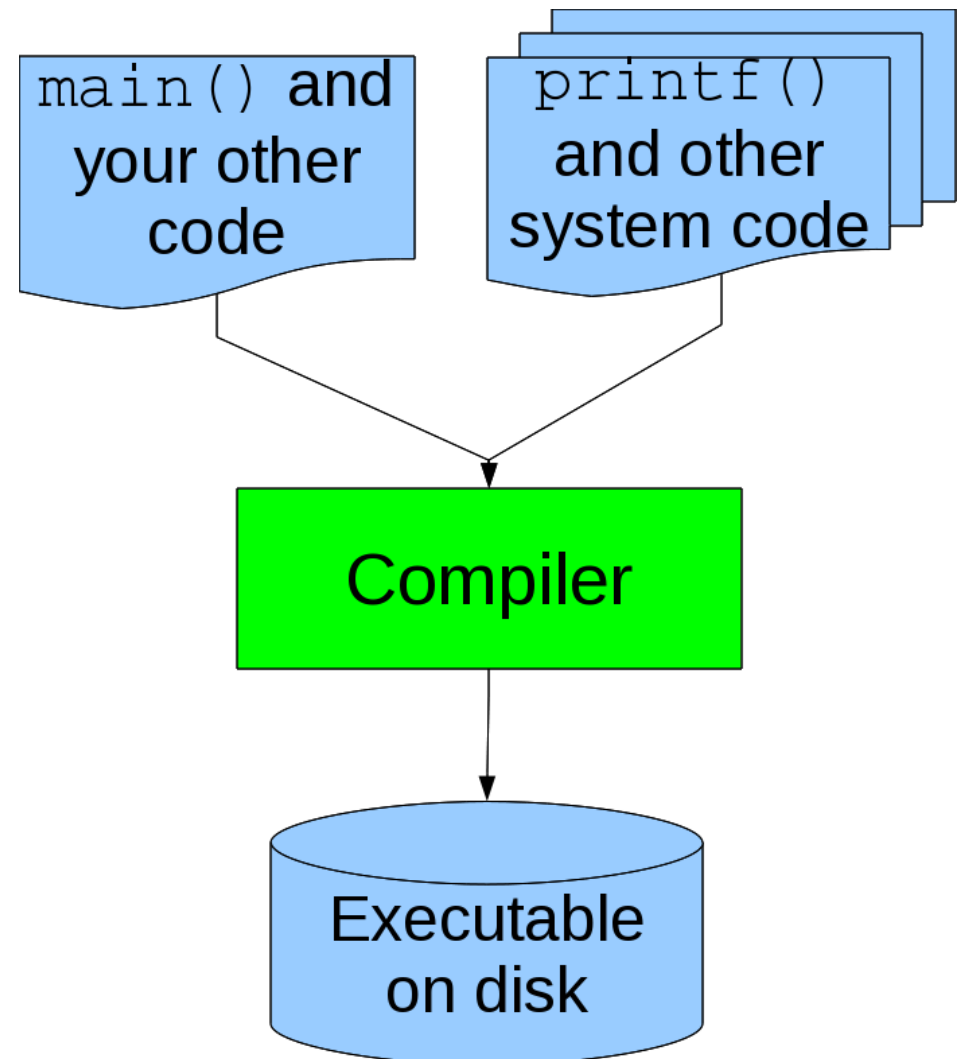 main() and
your other
code
printf()
and other
system code
Compiler
Executable
on disk